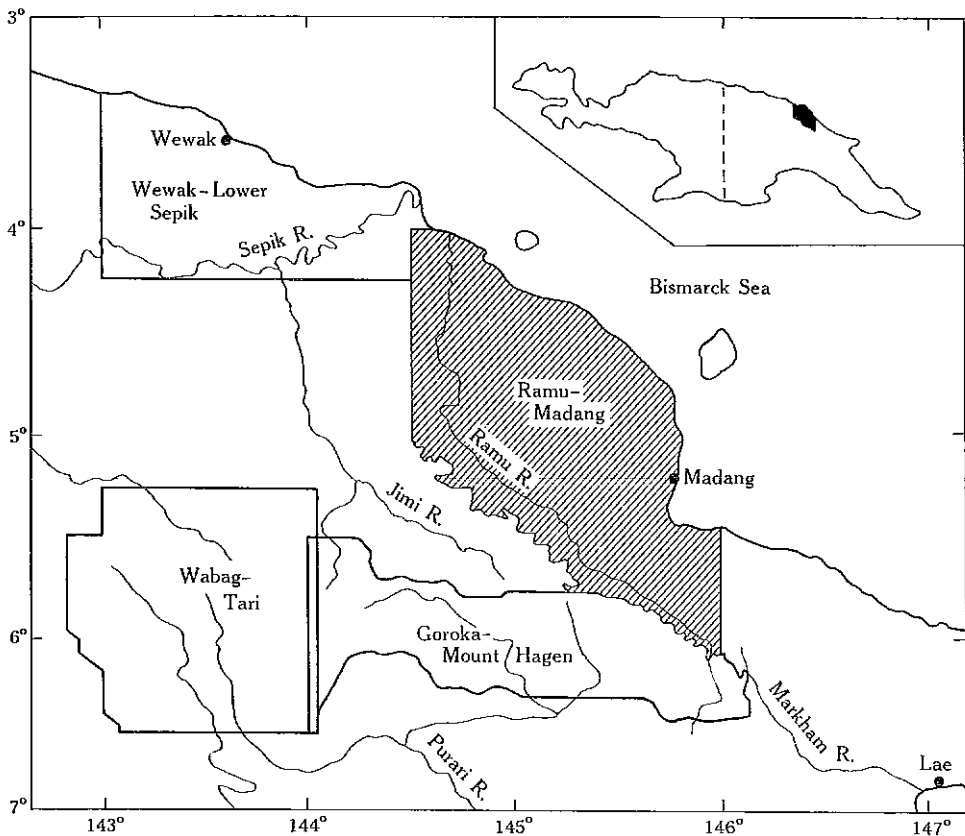 3°
Wewak
Wewak-Lower
Sepik
Sepik R.
4°
Bismarck Sea
Ramu-
Madang
Ramu R.
5°
Madang
Jimi R.
Wabag-
Tari
6°
Goroka-
Mount Hagen
Markham R.
Purari R.
Lae
7°
143°
144°
145°
146°
147°